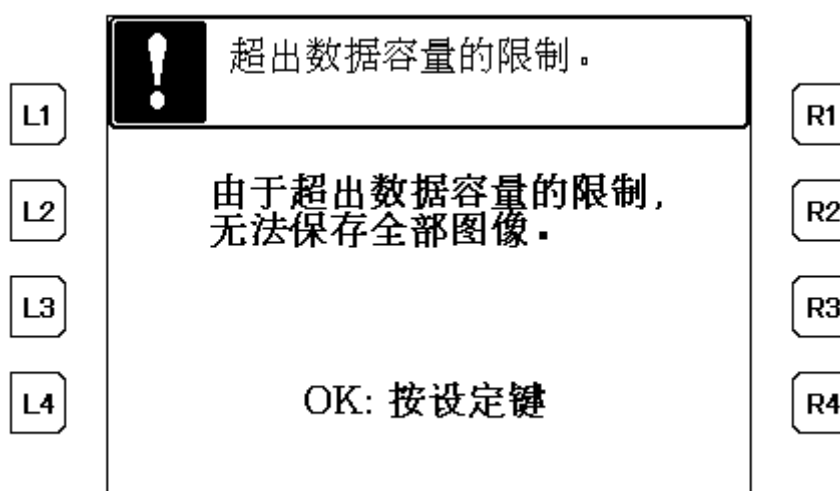 超出数据容量的限制。
L1
R1
由于超出数据容量的限制,
无法保存全部图像.
L2
R2
L3
R3
OK: 按设定键
L4
R4